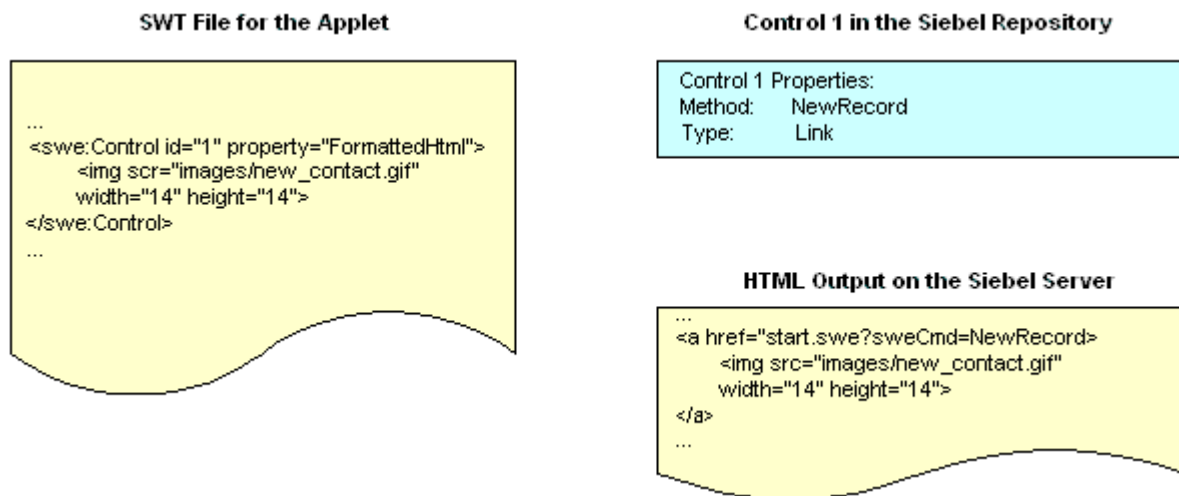 SWT File for the Applet
...
<swe:Control id="1" property="FormattedHtml">
<img scr="images/new_contact.gif"
width="14" height="14">
</swe:Control>
...
Control 1 in the Siebel Repository
Control 1 Properties:
Method: NewRecord
Type: Link
HTML Output on the Siebel Server
...
<a href="start.swe?sweCmd=NewRecord>
<img src="images/new_contact.gif"
width="14" height="14">
</a>
...